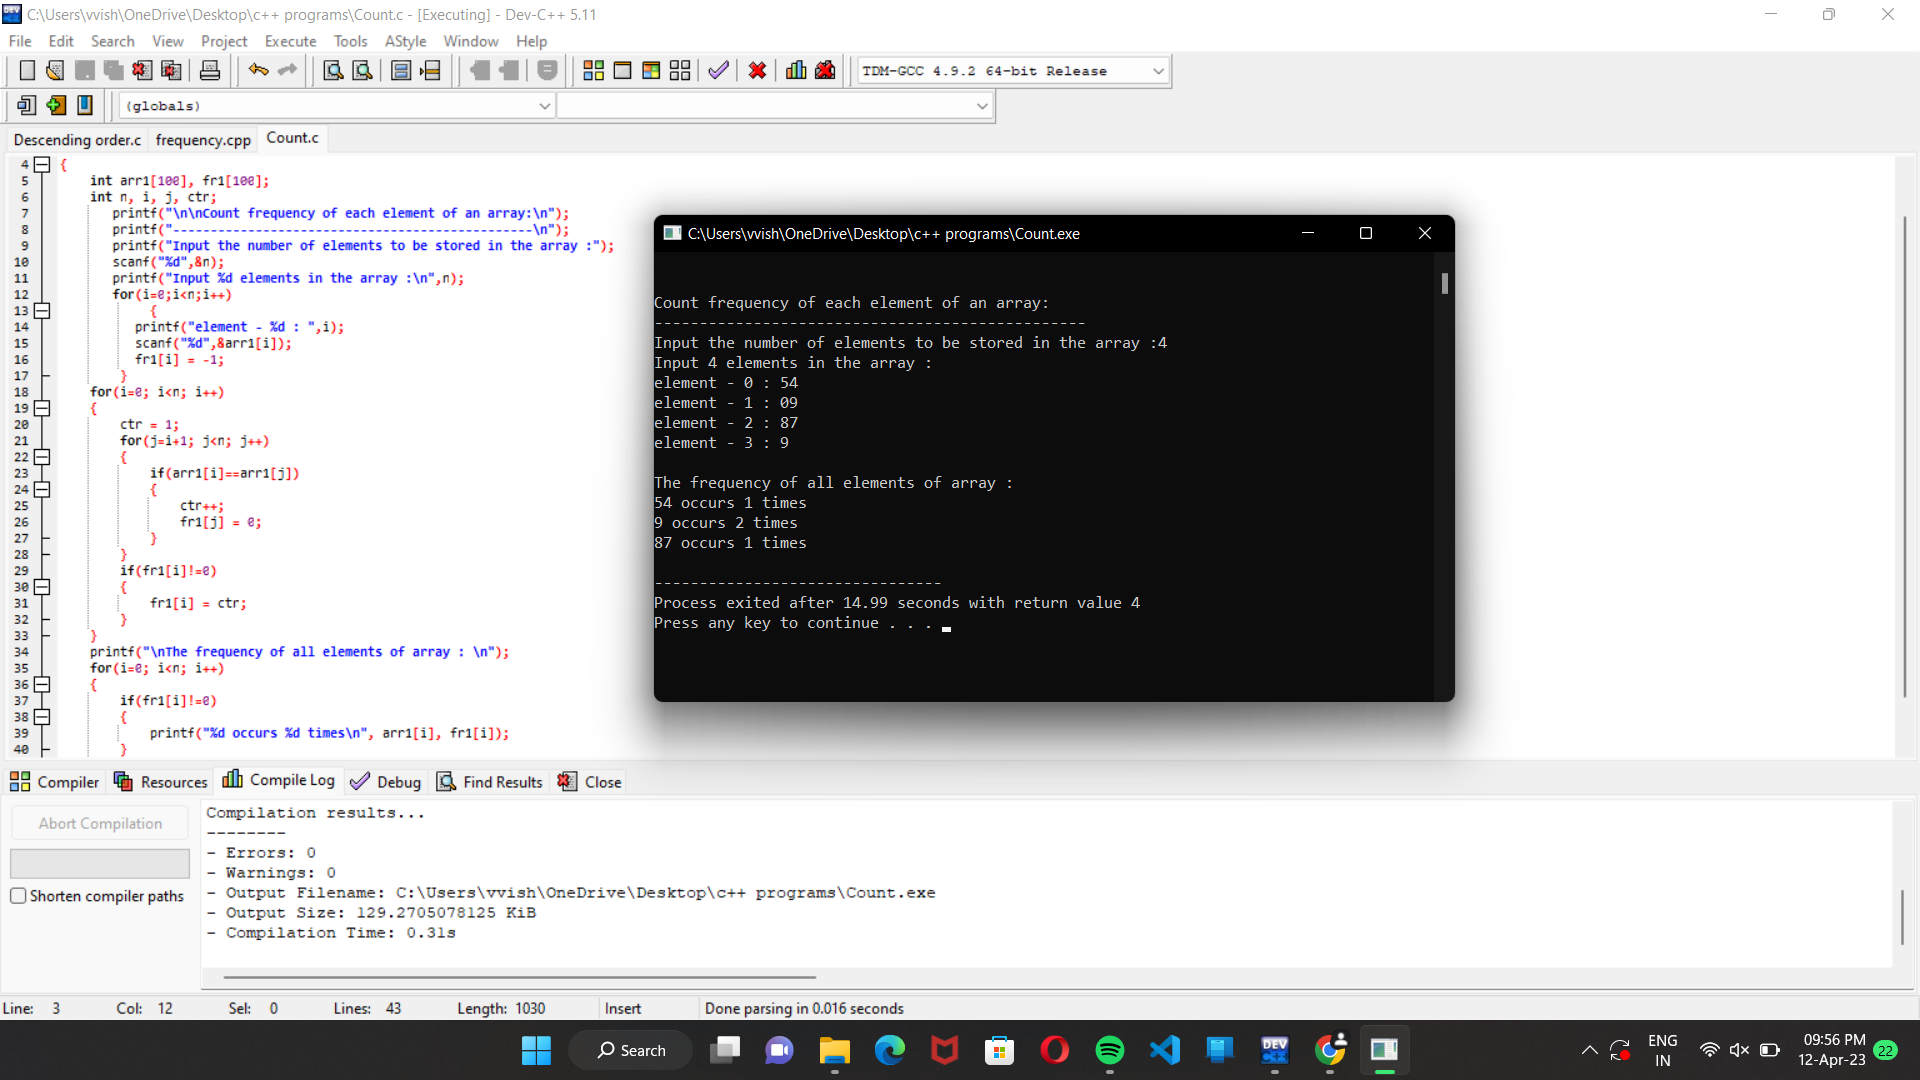 C:\Users\vvish\OneDrive\Desktop\c++ programs\Count.c - [Executing] - Dev-C++ 5.11
File Edit Search View Project Execute Tools AStyle Window Help
TDM-GCC 4.9.2 64-bit Release
(globals)
Descending order.c frequency.cpp Count.c
4 {
5 int arr1[100], fr1[100];
6 int n, i, j, ctr;
7 printf("\n\nCount frequency of each element of an array:\n");
8 printf("------------------------------------------------\n");
9 printf("Input the number of elements to be stored in the array :");
10 scanf("%d",&n);
11 printf("Input %d elements in the array :\n",n);
12 for(i=0;i<n;i++)
13 {
14 printf("element - %d : ",i);
15 scanf("%d",&arr1[i]);
16 fr1[i] = -1;
17 }
18 for(i=0; i<n; i++)
19 {
20 ctr = 1;
21 for(j=i+1; j<n; j++)
22 {
23 if(arr1[i]==arr1[j])
24 {
25 ctr++;
26 fr1[j] = 0;
27 }
28 }
29 if(fr1[i]!=0)
30 {
31 fr1[i] = ctr;
32 }
33 }
34 printf("\nThe frequency of all elements of array : \n");
35 for(i=0; i<n; i++)
36 {
37 if(fr1[i]!=0)
38 {
39 printf("%d occurs %d times\n", arr1[i], fr1[i]);
40 }
C:\Users\vvish\OneDrive\Desktop\c++ programs\Count.exe
Count frequency of each element of an array:
------------------------------------------------
Input the number of elements to be stored in the array :4
Input 4 elements in the array :
element - 0 : 54
element - 1 : 09
element - 2 : 87
element - 3 : 9
The frequency of all elements of array :
54 occurs 1 times
9 occurs 2 times
87 occurs 1 times
--------------------------------
Process exited after 14.99 seconds with return value 4
Press any key to continue . . .
Compiler Resources Compile Log Debug Find Results Close
Abort Compilation
Shorten compiler paths
Compilation results...
--------
- Errors: 0
- Warnings: 0
- Output Filename: C:\Users\vvish\OneDrive\Desktop\c++ programs\Count.exe
- Output Size: 129.2705078125 KiB
- Compilation Time: 0.31s
Line: 3 Col: 12 Sel: 0 Lines: 43 Length: 1030 Insert Done parsing in 0.016 seconds
Search
DEV C++
ENG
IN
09:56 PM
12-Apr-23
22